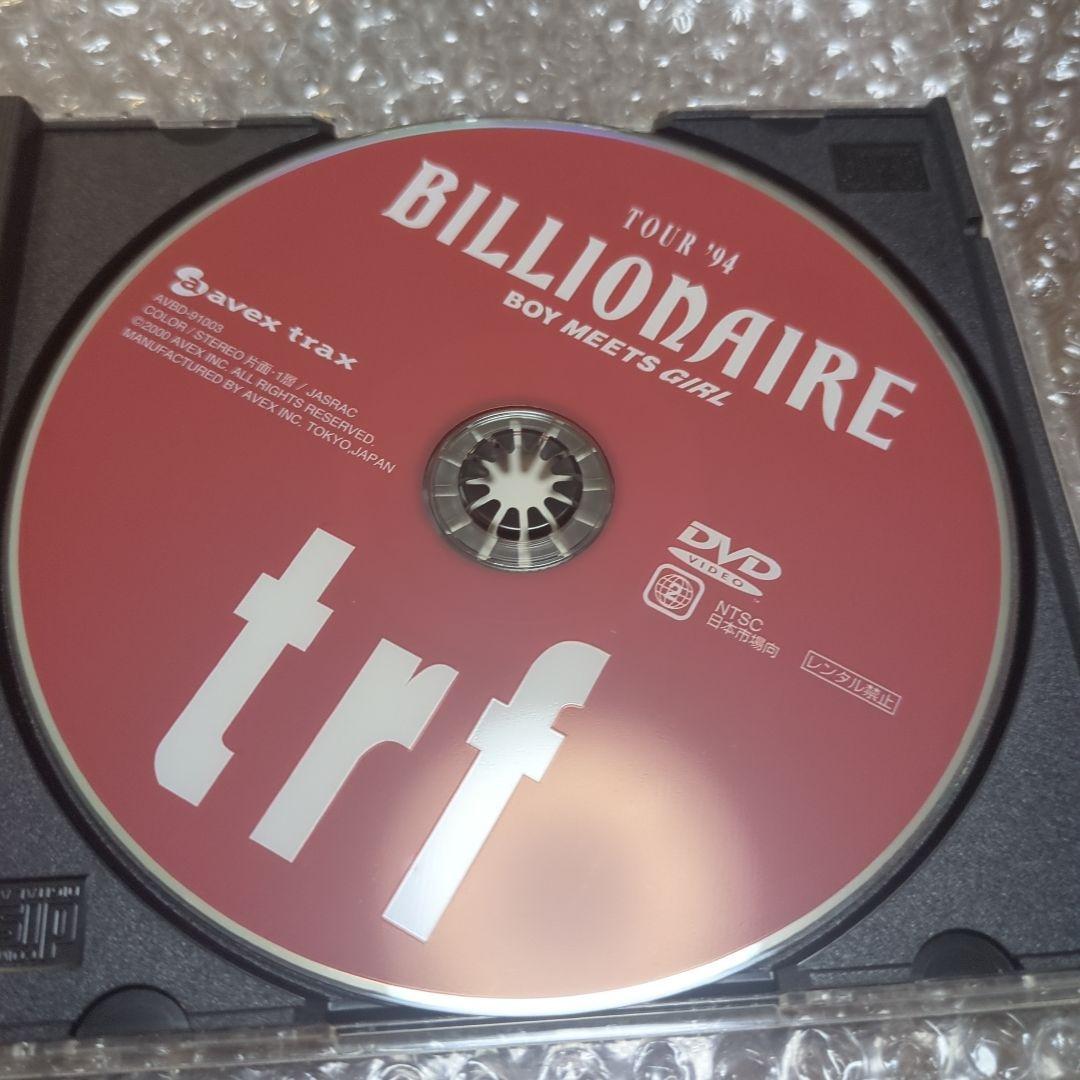 TOUR '94
BILLIONAIRE
BOY MEETS GIRL
a avex trax
AVBD-91003
COLOR / STEREO 片面・1層 / JASRAC
©2000 AVEX INC. ALL RIGHTS RESERVED.
MANUFACTURED BY AVEX INC. TOKYO,JAPAN
DVD
VIDEO™
2
NTSC
日本市場向
レンタル禁止
trf